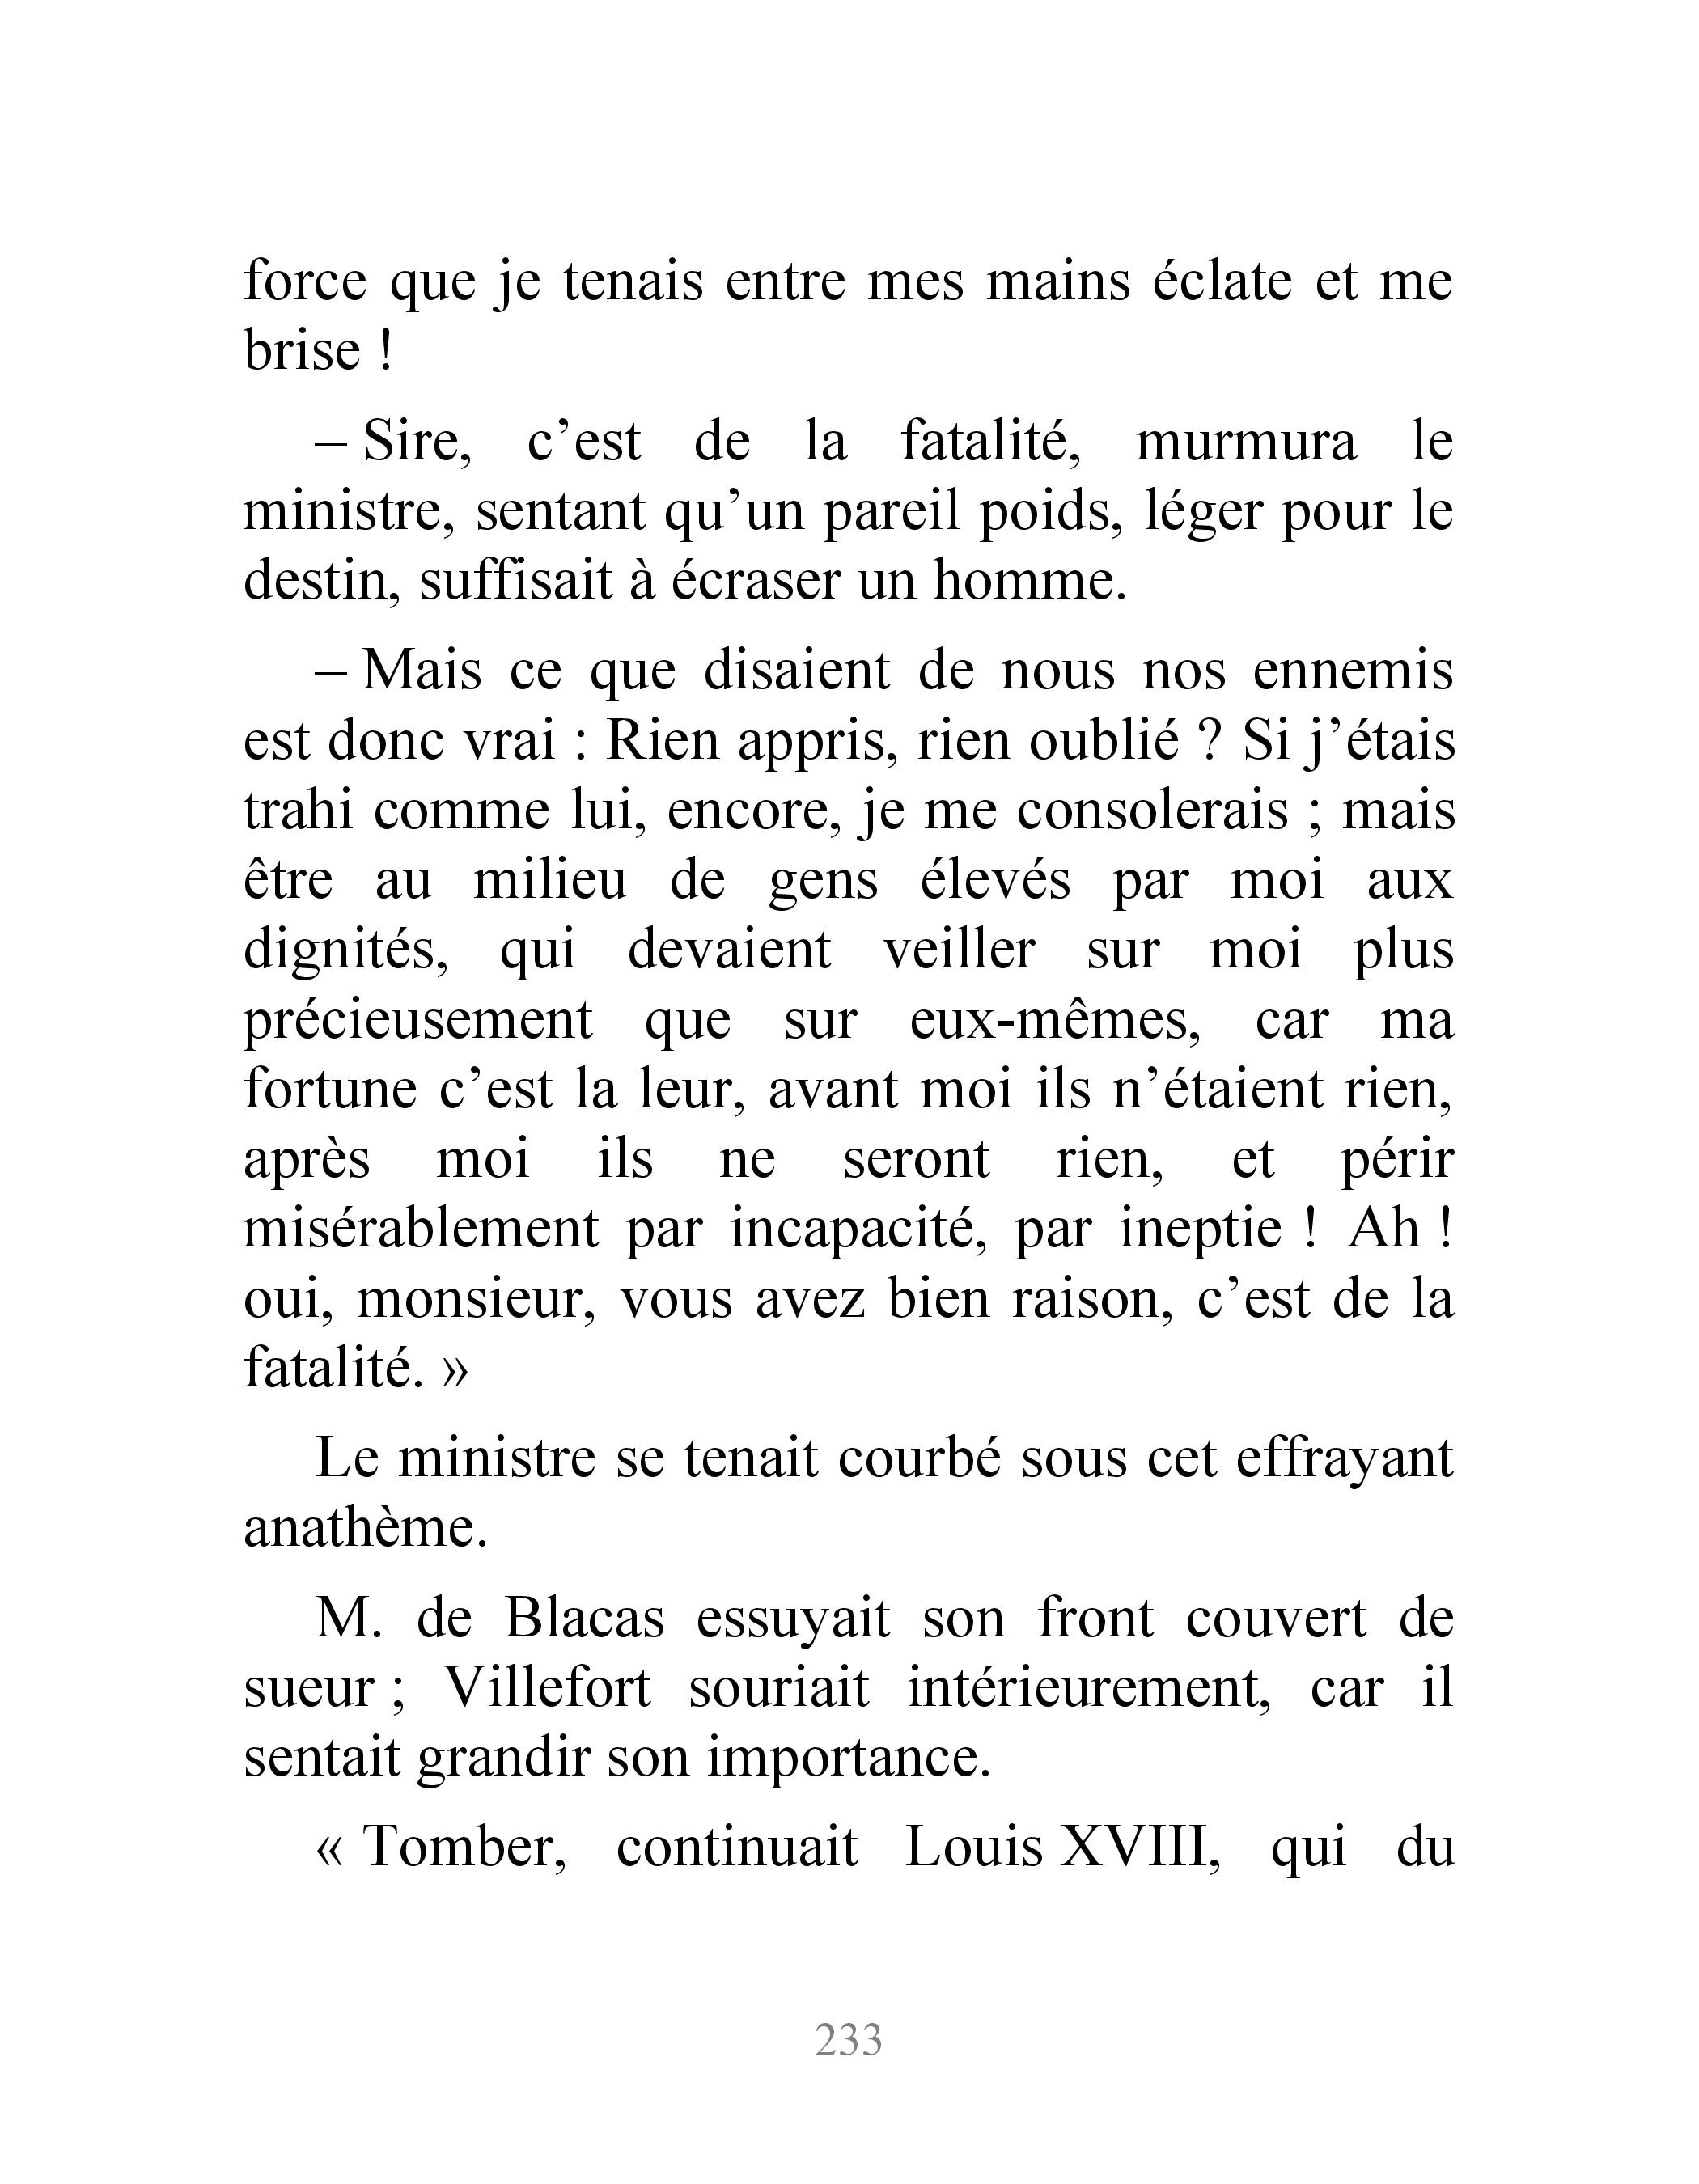 force que je tenais entre mes mains éclate et me
brise !
– Sire, c’est de la fatalité, murmura le
ministre, sentant qu’un pareil poids, léger pour le
destin, suffisait à écraser un homme.
– Mais ce que disaient de nous nos ennemis
est donc vrai : Rien appris, rien oublié ? Si j’étais
trahi comme lui, encore, je me consolerais ; mais
être au milieu de gens élevés par moi aux
dignités, qui devaient veiller sur moi plus
précieusement que sur eux-mêmes, car ma
fortune c’est la leur, avant moi ils n’étaient rien,
après moi ils ne seront rien, et périr
misérablement par incapacité, par ineptie ! Ah !
oui, monsieur, vous avez bien raison, c’est de la
fatalité. »
Le ministre se tenait courbé sous cet effrayant
anathème.
M. de Blacas essuyait son front couvert de
sueur ; Villefort souriait intérieurement, car il
sentait grandir son importance.
« Tomber, continuait Louis XVIII, qui du
233